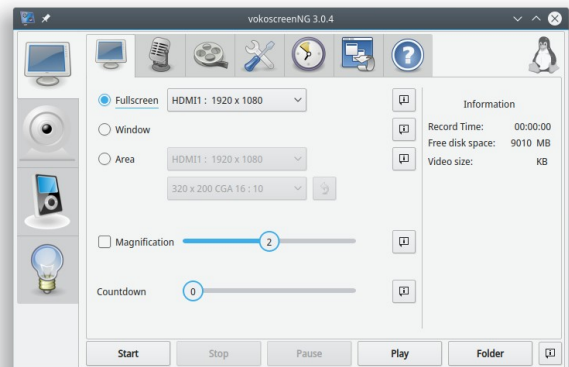 vokoscreenNG 3.0.4
Fullscreen HDMI1 : 1920 x 1080
Window
Area HDMI1 : 1920 x 1080
320 x 200 CGA 16 : 10
Magnification 2
Countdown 0
Information
Record Time: 00:00:00
Free disk space: 9010 MB
Video size: KB
Start Stop Pause Play Folder